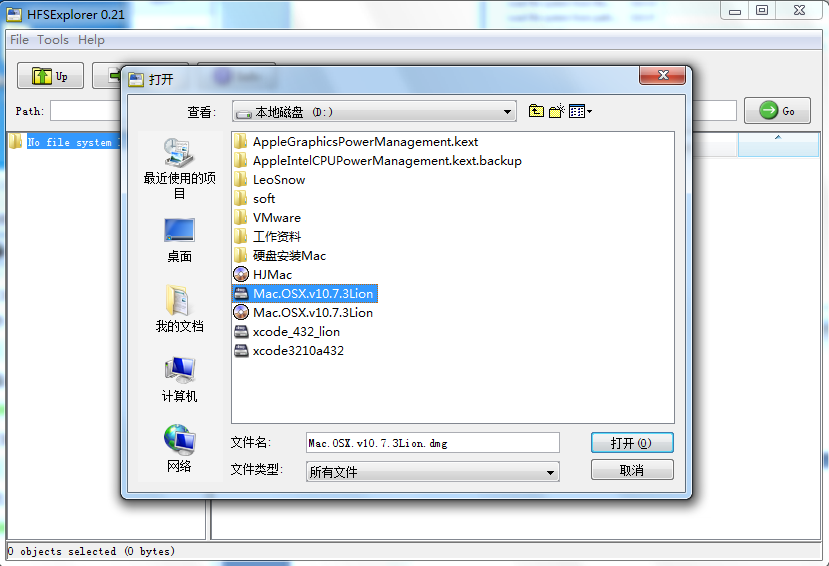 HFSExplorer 0.21
File Tools Help
Up
Path:
Go
No file system
打开
查看:
本地磁盘 (D:)
最近使用的项目
桌面
我的文档
计算机
网络
AppleGraphicsPowerManagement.kext
AppleIntelCPUPowerManagement.kext.backup
LeoSnow
soft
VMware
工作资料
硬盘安装Mac
HJMac
Mac.OSX.v10.7.3Lion
Mac.OSX.v10.7.3Lion
xcode_432_lion
xcode3210a432
文件名:
Mac.OSX.v10.7.3Lion.dmg
打开(O)
文件类型:
所有文件
取消
0 objects selected (0 bytes)